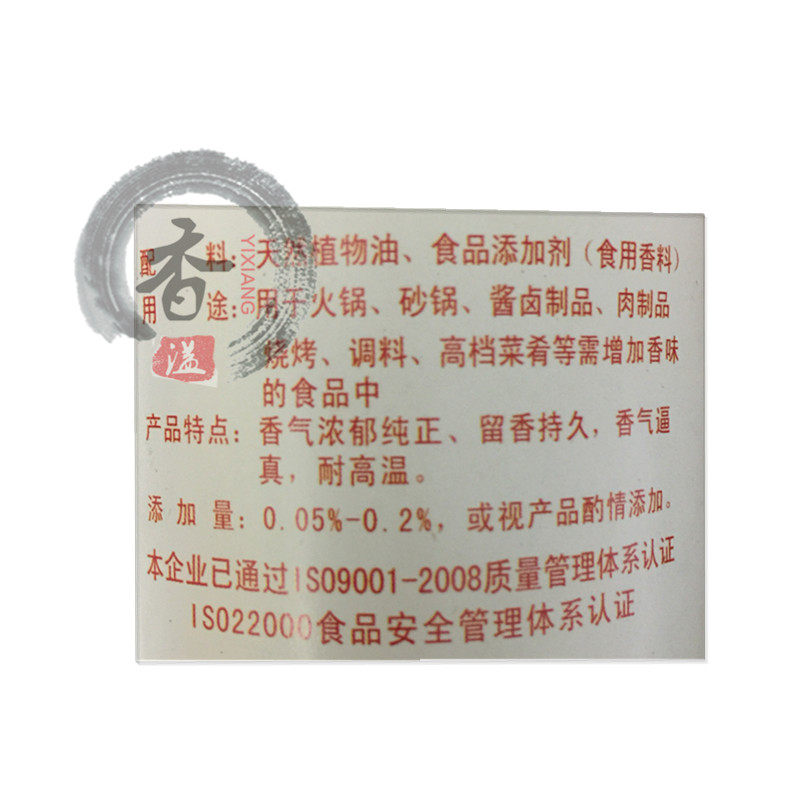 香溢
YIXIANG
配 料：天然植物油、食品添加剂（食用香料）
用 途：用于火锅、砂锅、酱卤制品、肉制品
烧烤、调料、高档菜肴等需增加香味
的食品中
产品特点：香气浓郁纯正、留香持久，香气逼
真，耐高温。
添 加 量：0.05%-0.2%，或视产品酌情添加。
本企业已通过ISO9001-2008质量管理体系认证
ISO22000食品安全管理体系认证